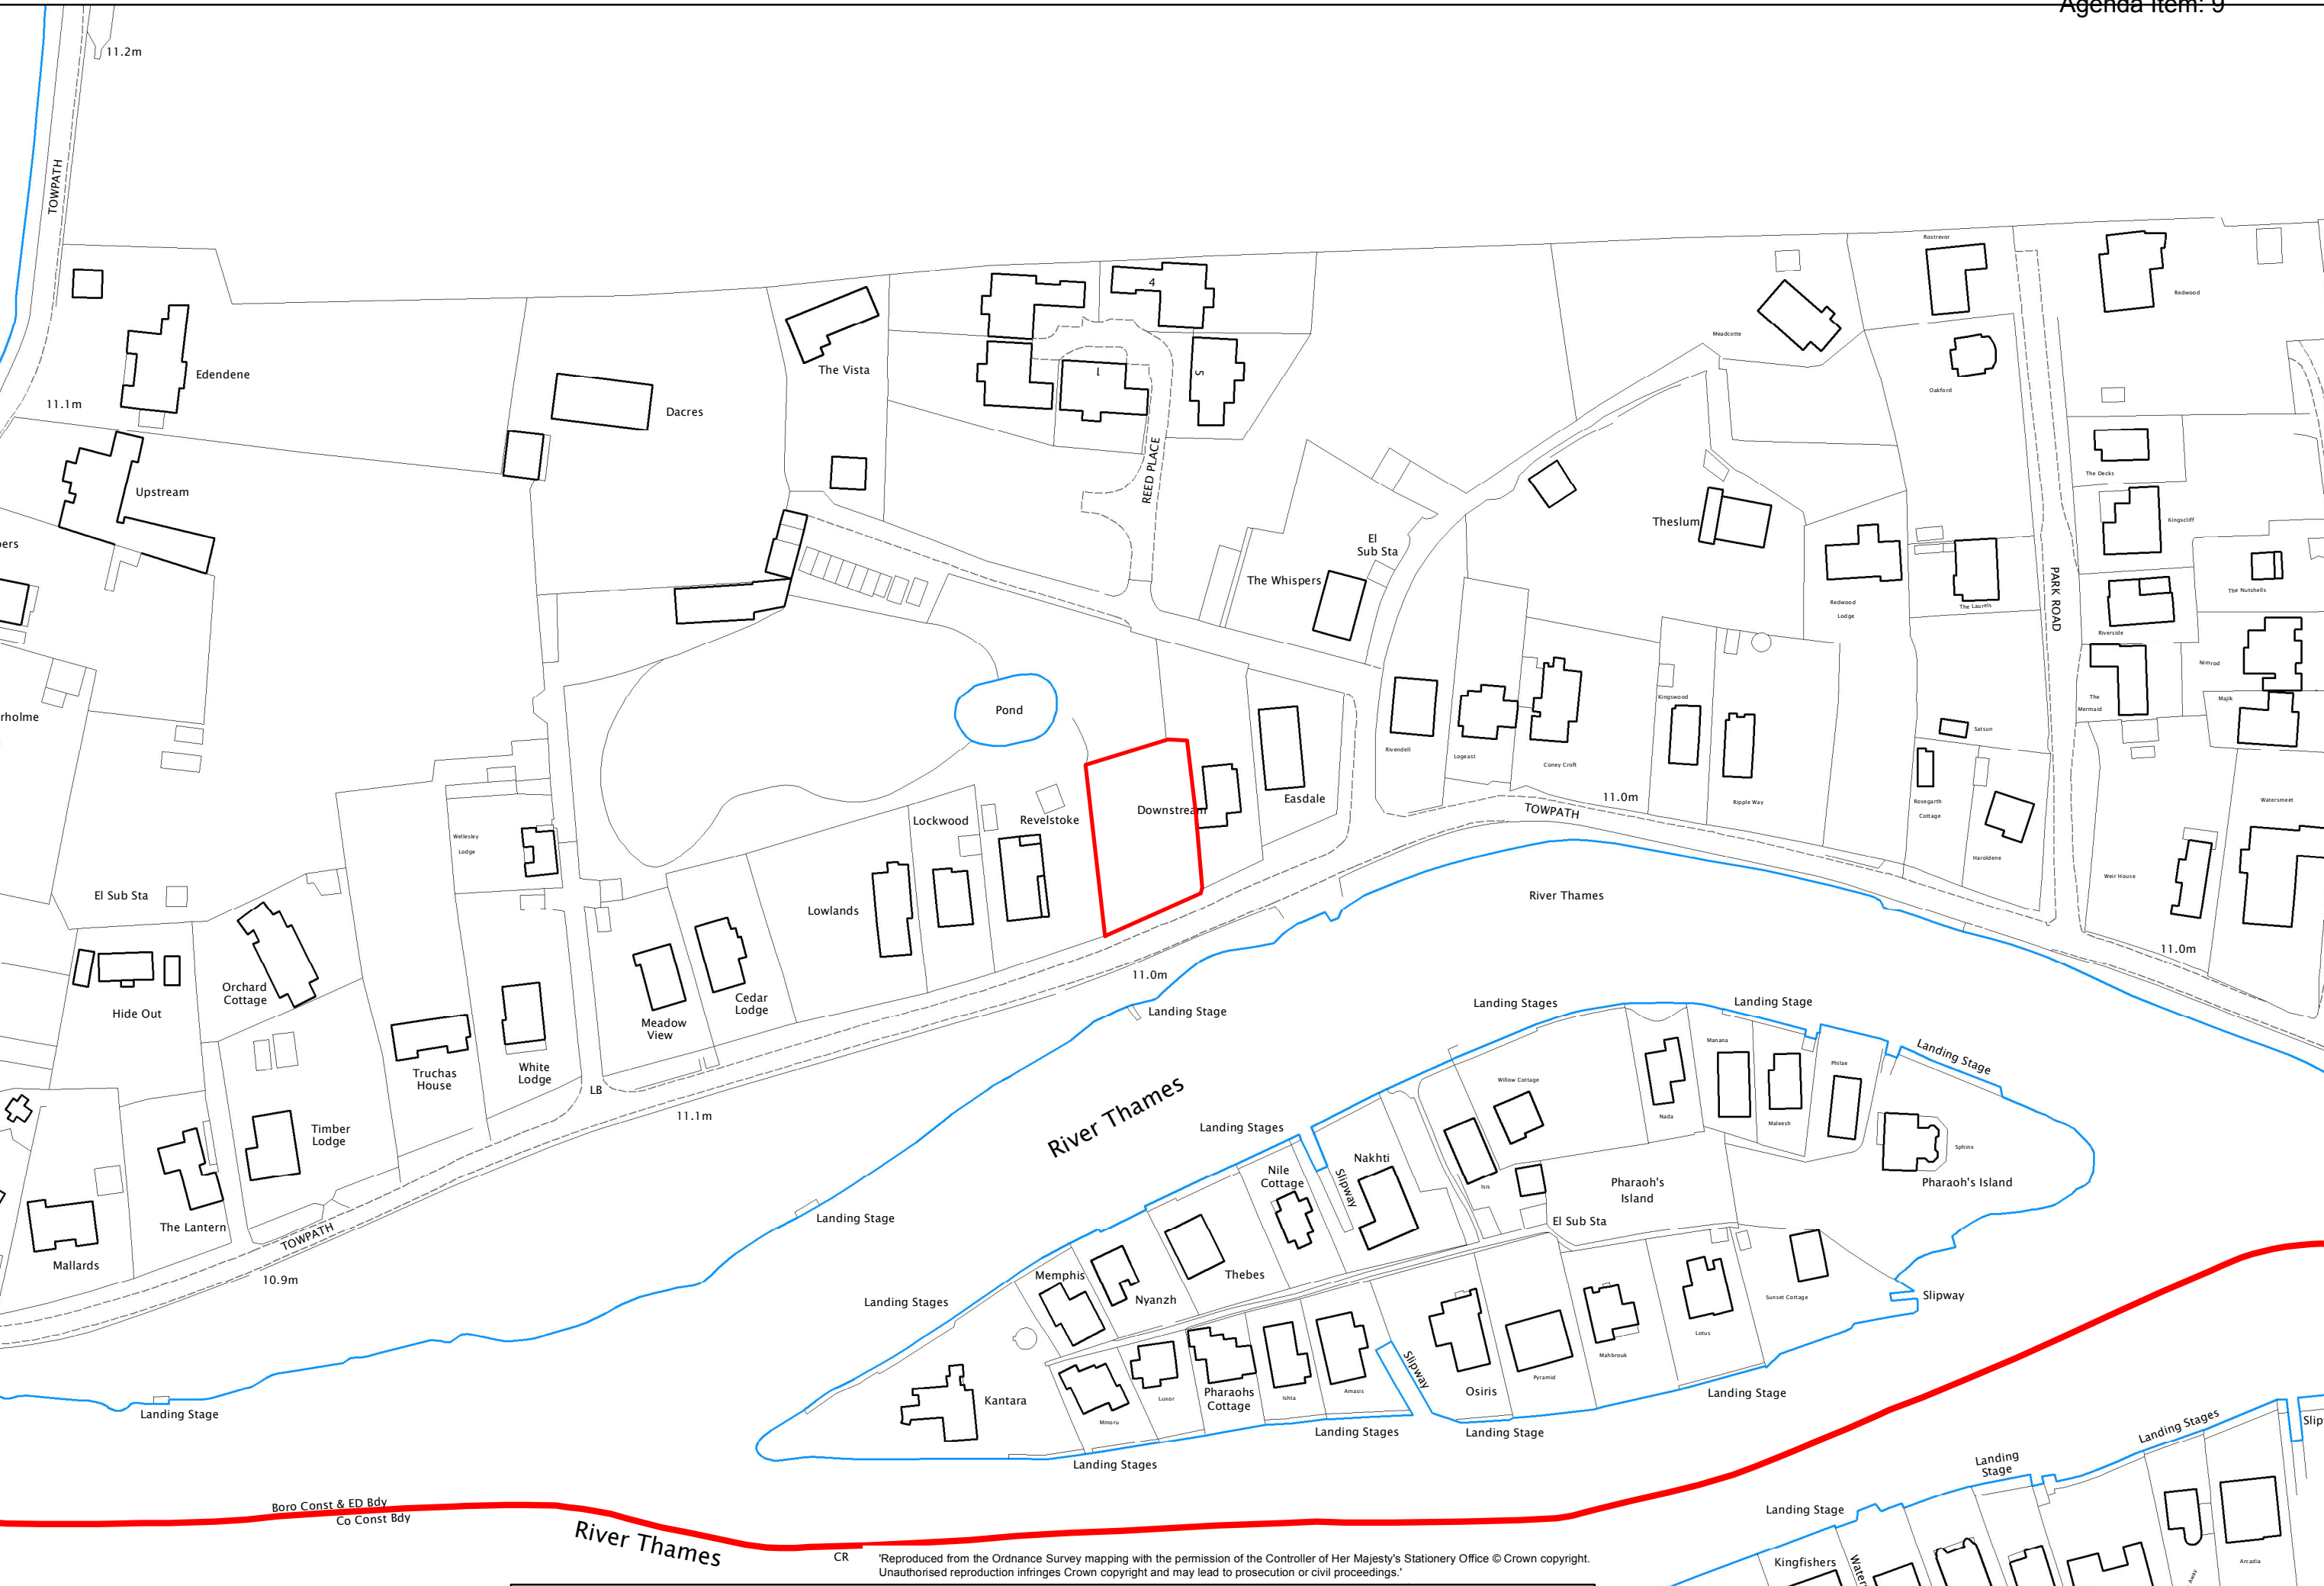 Agenda Item: 9
11.2m
TOWPATH
Rostrevor
Redwood
Meadcotte
4
The Vista
Edendene
11.1m
Dacres
1
5
Oakford
REED PLACE
The Decks
Upstream
Theslum
Kingscliff
El
Sub Sta
The Whispers
PARK ROAD
The Nutshells
Redwood
Lodge
The Laurels
Riverside
Nimrod
Kingswood
The
Mermaid
Majik
Pond
Satsun
Rivendell
Logeast
Coney Croft
Easdale
11.0m
Ripple Way
Rosegarth
Cottage
Watersmeet
TOWPATH
Downstream
Lockwood
Revelstoke
Wellesley
Lodge
Haroldene
Weir House
El Sub Sta
Lowlands
River Thames
11.0m
11.0m
Orchard
Cottage
Hide Out
Cedar
Lodge
Meadow
View
Landing Stage
Landing Stages
Landing Stage
Landing Stage
Truchas
House
White
Lodge
LB
11.1m
Manana
Philae
Willow Cottage
Nada
Maleesh
Sphinx
River Thames
Timber
Lodge
Landing Stages
Nile
Cottage
Slipway
Nakhti
Isis
Pharaoh's
Island
Pharaoh's Island
The Lantern
TOWPATH
Landing Stage
El Sub Sta
Mallards
10.9m
Memphis
Thebes
Nyanzh
Landing Stages
Sunset Cottage
Slipway
Lotus
Mahbrouk
Slipway
Osiris
Pyramid
Kantara
Luxor
Pharaohs
Cottage
Ishta
Amasis
Minoru
Landing Stage
Landing Stage
Landing Stages
Landing Stage
Landing Stages
Landing Stages
Landing
Stage
Boro Const & ED Bdy
Co Const Bdy
Landing Stage
River Thames
CR
'Reproduced from the Ordnance Survey mapping with the permission of the Controller of Her Majesty's Stationery Office © Crown copyright.
Unauthorised reproduction infringes Crown copyright and may lead to prosecution or civil proceedings.'
Kingfishers
Arcadia